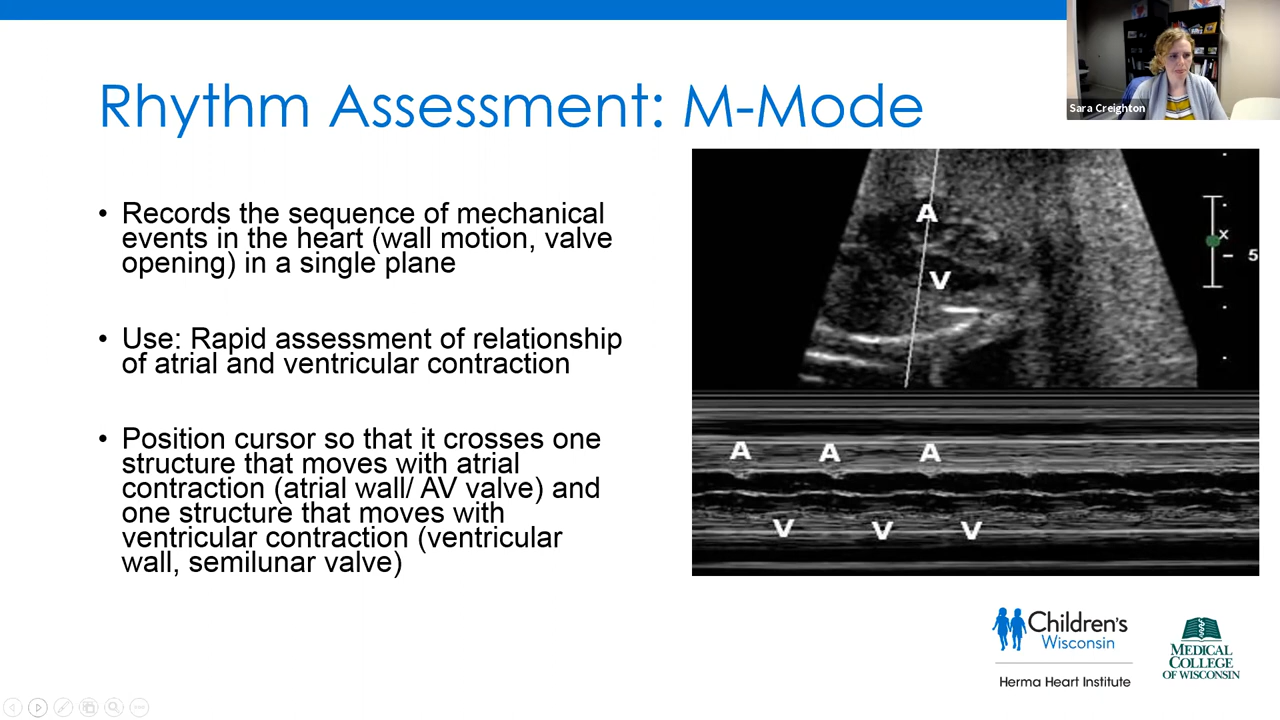 Sara Creighton
Rhythm Assessment: M-Mode
• Records the sequence of mechanical
events in the heart (wall motion, valve
opening) in a single plane
• Use: Rapid assessment of relationship
of atrial and ventricular contraction
• Position cursor so that it crosses one
structure that moves with atrial
contraction (atrial wall/ AV valve) and
one structure that moves with
ventricular contraction (ventricular
wall, semilunar valve)
A
V
x
5
A A A
V V V
Children's
Wisconsin
Herma Heart Institute
MEDICAL
COLLEGE
OF WISCONSIN